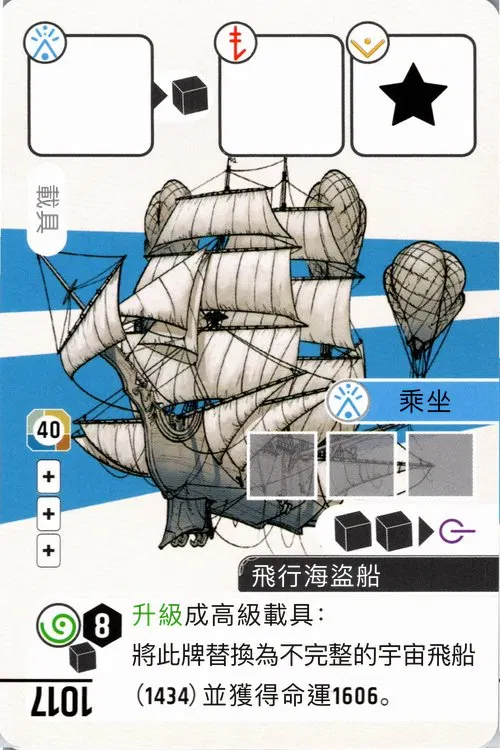 載具
40
乘坐
+
+
+
飛行海盜船
8
升級成高級載具：
將此牌替換為不完整的宇宙飛船
（1434）並獲得命運1606。
1017